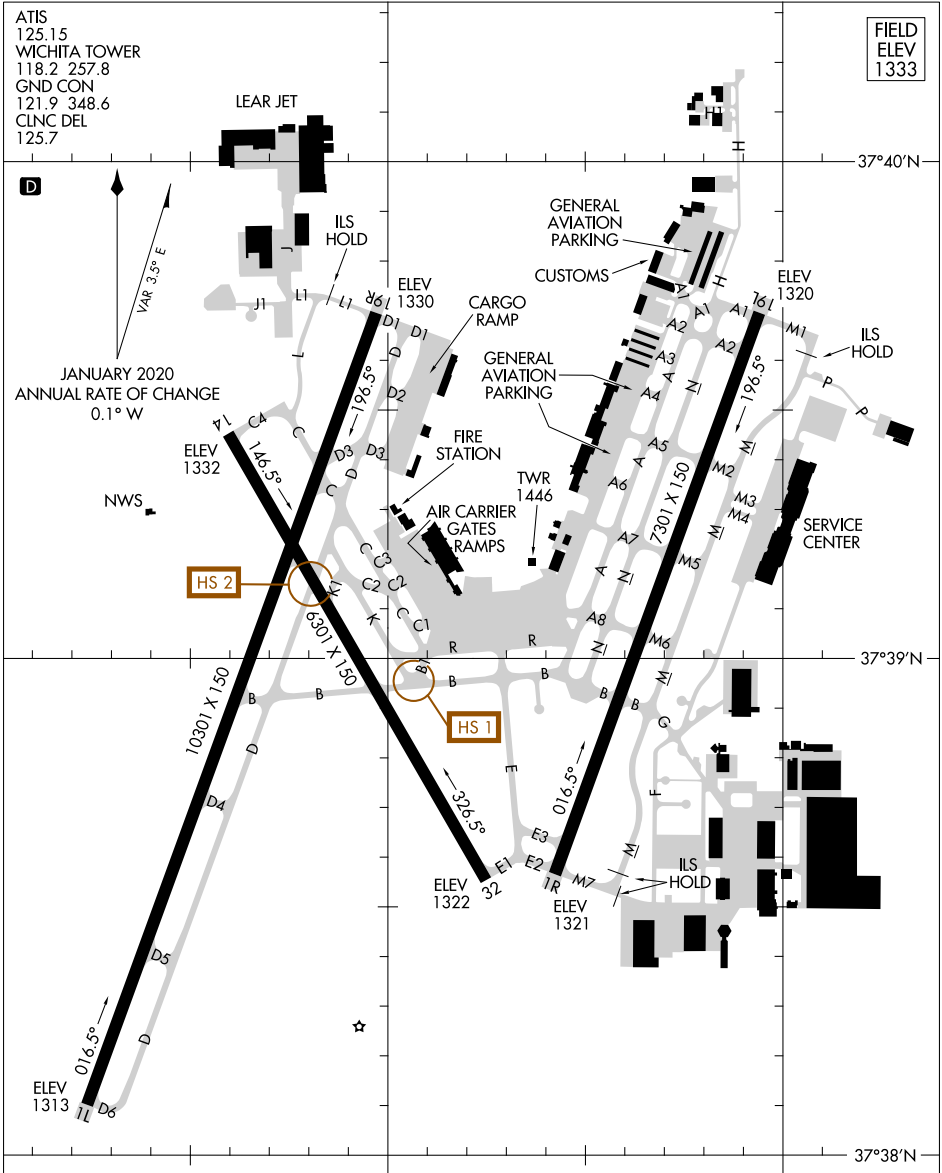 ATIS
125.15
WICHITA TOWER
118.2 257.8
GND CON
121.9 348.6
CLNC DEL
125.7
FIELD
ELEV
1333
LEAR JET
H1
H
37°40'N
D
VAR 3.5° E
JANUARY 2020
ANNUAL RATE OF CHANGE
0.1° W
ILS
HOLD
J
J1
L1
L1
L
19R
ELEV
1330
D1
D1
D
D2
D3
D3
D
CARGO
RAMP
GENERAL
AVIATION
PARKING
CUSTOMS
H
A1
A1
A1
A2
A2
A3
A
A4
N
A5
A
A6
A7
A
N
A8
N
ELEV
1320
19L
M1
ILS
HOLD
P
P
196.5°
196.5°
GENERAL
AVIATION
PARKING
14
ELEV
1332
C4
C
146.5°
C
NWS
FIRE
STATION
TWR
1446
AIR CARRIER
GATES
RAMPS
7301 X 150
M
M2
M3
M4
M
M5
M6
M
SERVICE
CENTER
HS 2
K1
C
C3
C2
C2
C
C1
K
6301 X 150
R
R
37°39'N
B1
B
B
B
B
B
B
G
HS 1
10301 X 150
D
D4
D5
D
E
326.5°
016.5°
F
E3
E1
E2
M7
M
ILS
HOLD
ELEV
1322
32
1R
ELEV
1321
016.5°
ELEV
1313
1L
D6
37°38'N